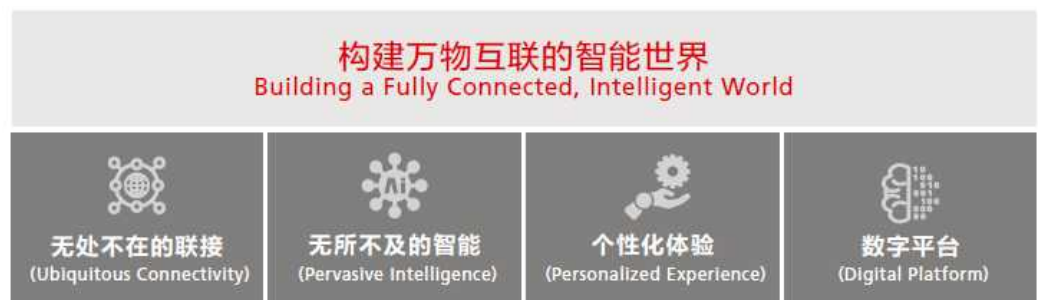 构建万物互联的智能世界
Building a Fully Connected, Intelligent World
Ai
无处不在的联接
(Ubiquitous Connectivity)
无所不及的智能
(Pervasive Intelligence)
个性化体验
(Personalized Experience)
数字平台
(Digital Platform)